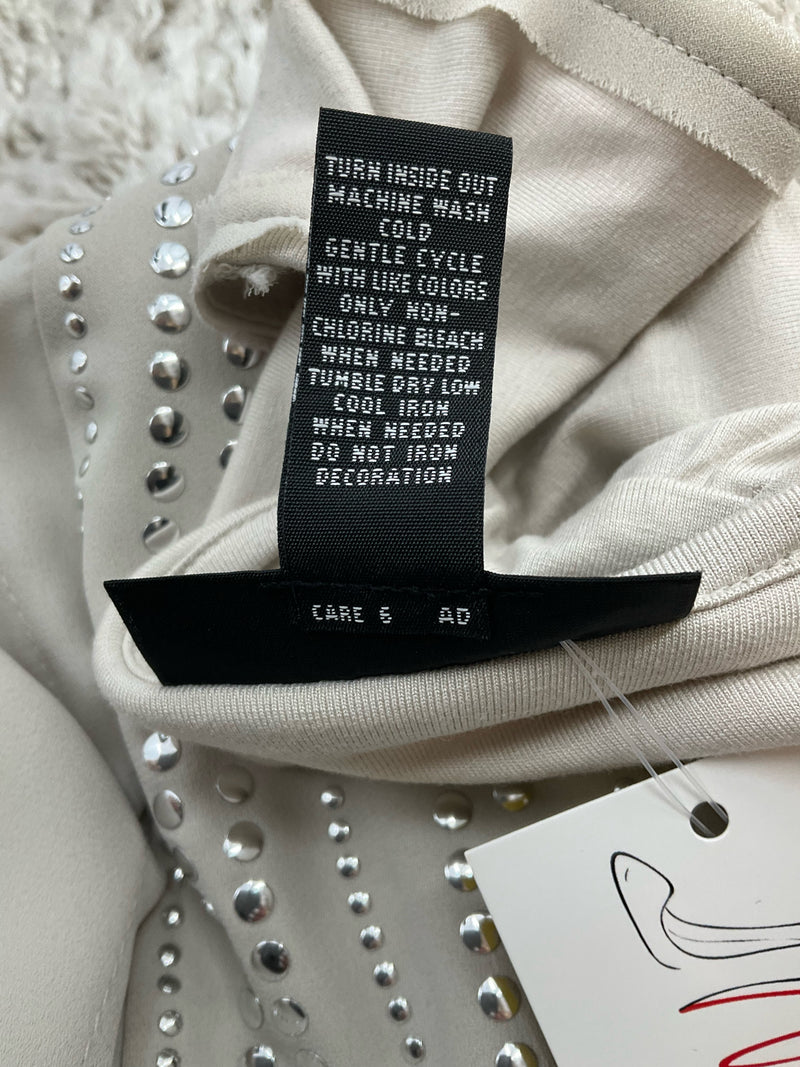 TURN INSIDE OUT
MACHINE WASH
COLD
GENTLE CYCLE
WITH LIKE COLORS
ONLY NON-
CHLORINE BLEACH
WHEN NEEDED
TUMBLE DRY LOW
COOL IRON
WHEN NEEDED
DO NOT IRON
DECORATION
CARE 6 AD